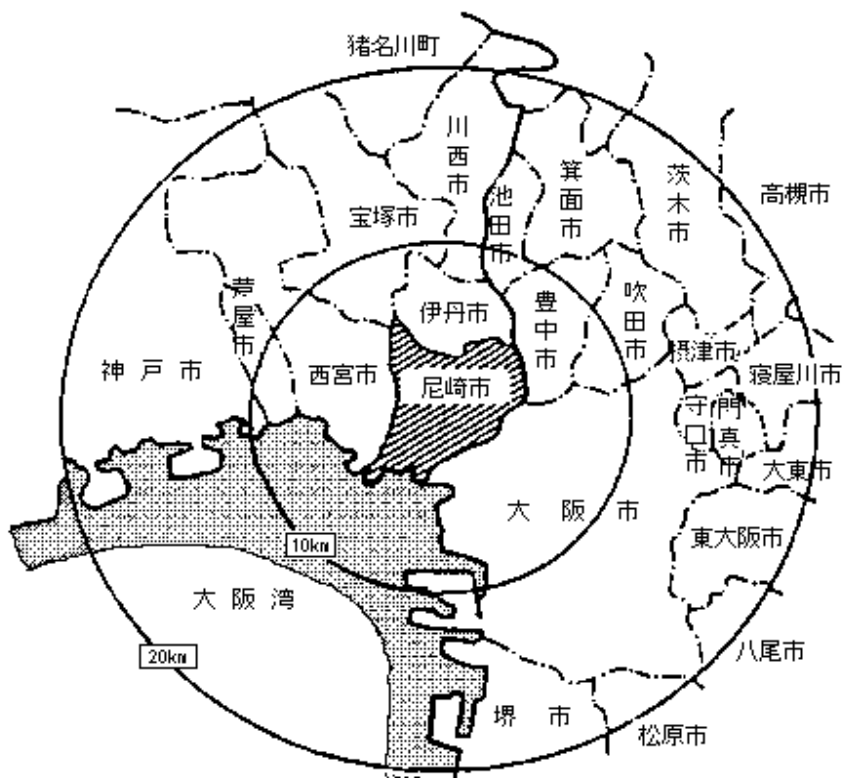 猪名川町
川西市
池田市
箕面市
茨木市
高槻市
宝塚市
芦屋市
伊丹市
豊中市
吹田市
摂津市
神戸市
西宮市
尼崎市
寝屋川市
守口市
門真市
大東市
大阪市
東大阪市
10km
大阪湾
20km
八尾市
堺市
松原市